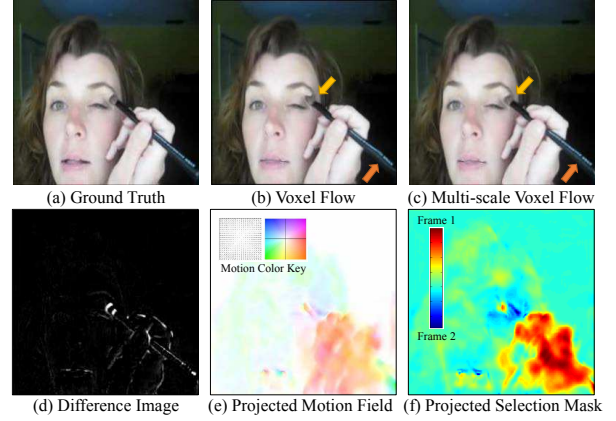 (a) Ground Truth
(b) Voxel Flow
(c) Multi-scale Voxel Flow
Motion Color Key
Frame 1
Frame 2
(d) Difference Image
(e) Projected Motion Field
(f) Projected Selection Mask